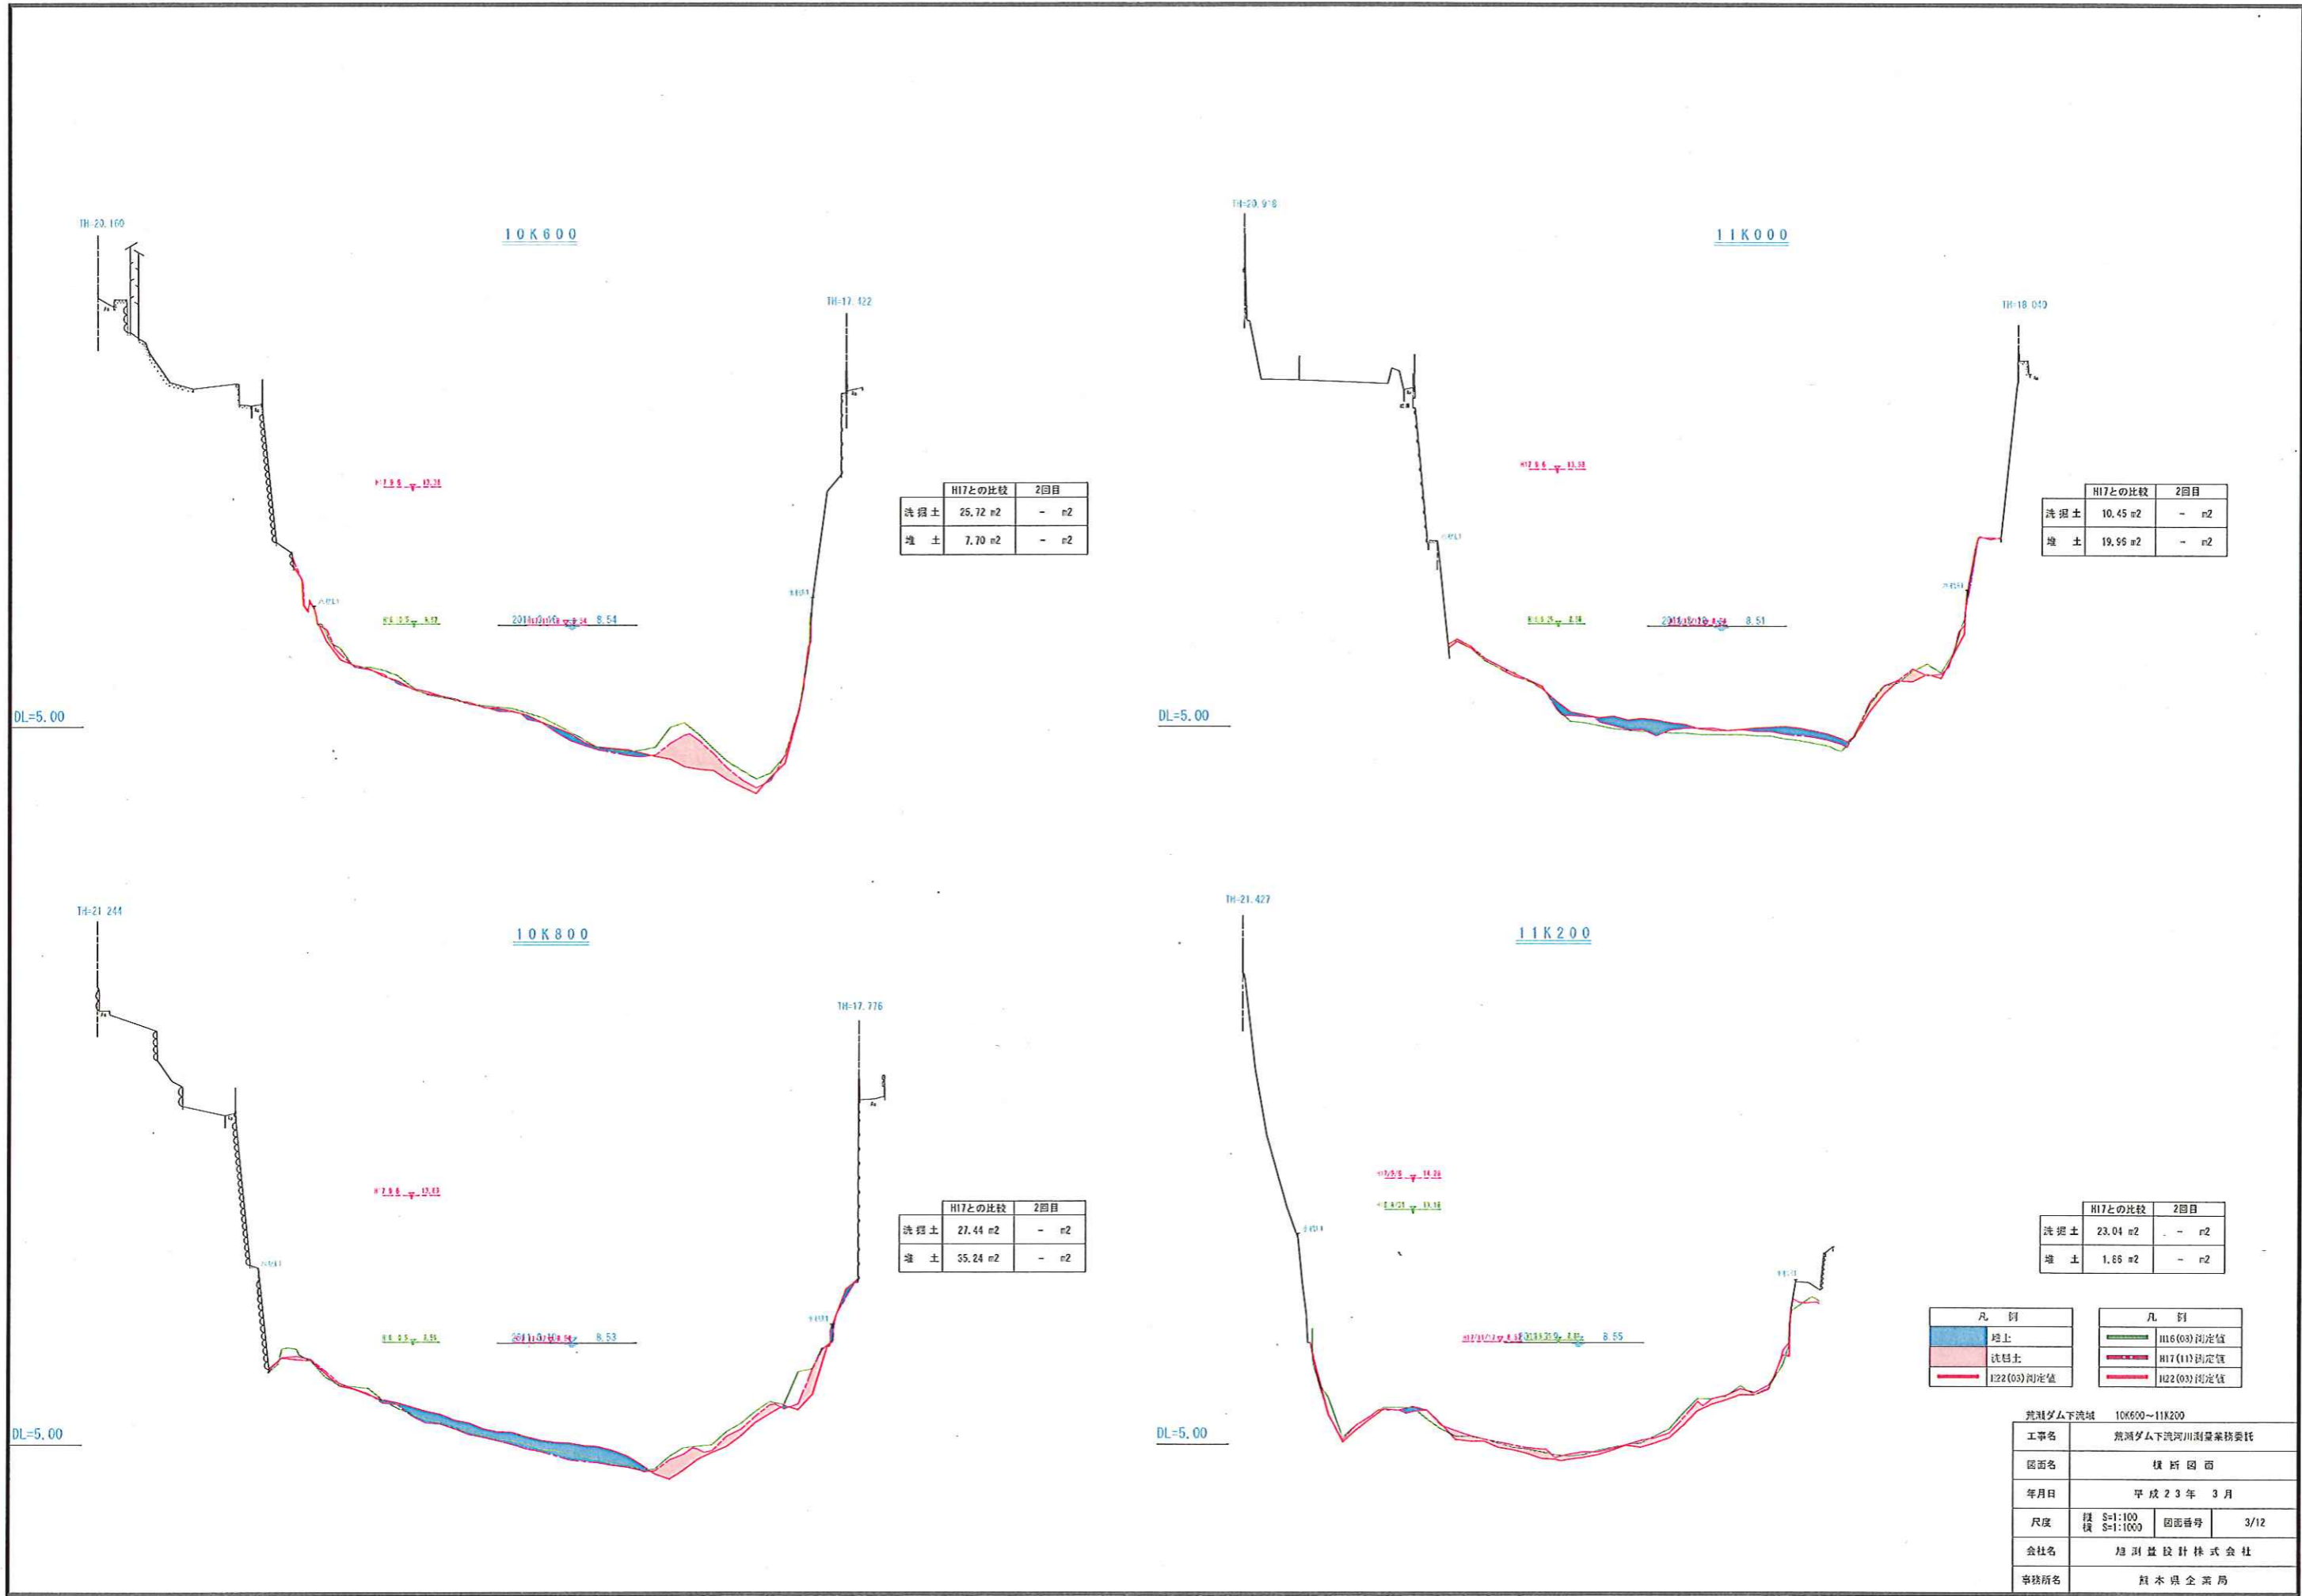 10K600
TH=20.160
TH=17.422
H17との比較 2回目
洗掘土 25.72 m2 - m2
堆 土 7.70 m2 - m2
8.54
DL=5.00
11K000
TH=20.918
TH=18.049
H17との比較 2回目
洗掘土 10.45 m2 - m2
堆 土 19.96 m2 - m2
8.51
DL=5.00
10K800
TH=21.244
TH=17.776
H17との比較 2回目
洗掘土 27.44 m2 - m2
堆 土 35.24 m2 - m2
8.53
DL=5.00
11K200
TH=21.427
H17との比較 2回目
洗掘土 23.04 m2 - m2
堆 土 1.86 m2 - m2
8.55
DL=5.00
凡 例
堆土
洗掘土
H22(03)測定値
凡 例
H16(03)測定値
H17(11)測定値
H22(03)測定値
荒瀬ダム下流域 10K600~11K200
工事名 荒瀬ダム下流河川測量業務委託
図面名 横断図面
年月日 平成23年 3月
尺度 縦 S=1:100 横 S=1:1000 図面番号 3/12
会社名 旭測量設計株式会社
事務所名 熊本県企業局